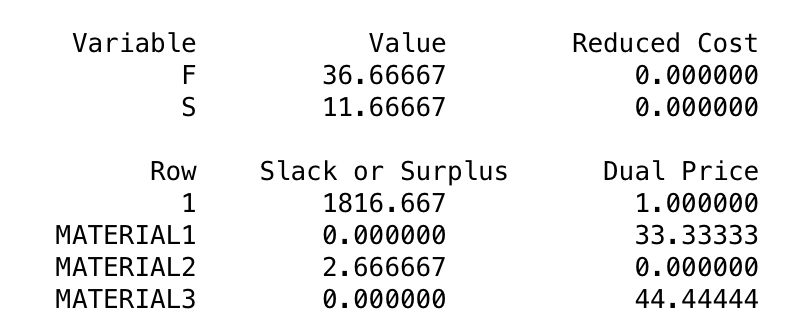 Variable Value Reduced Cost
F 36.66667 0.000000
S 11.66667 0.000000
Row Slack or Surplus Dual Price
1 1816.667 1.000000
MATERIAL1 0.000000 33.33333
MATERIAL2 2.666667 0.000000
MATERIAL3 0.000000 44.44444